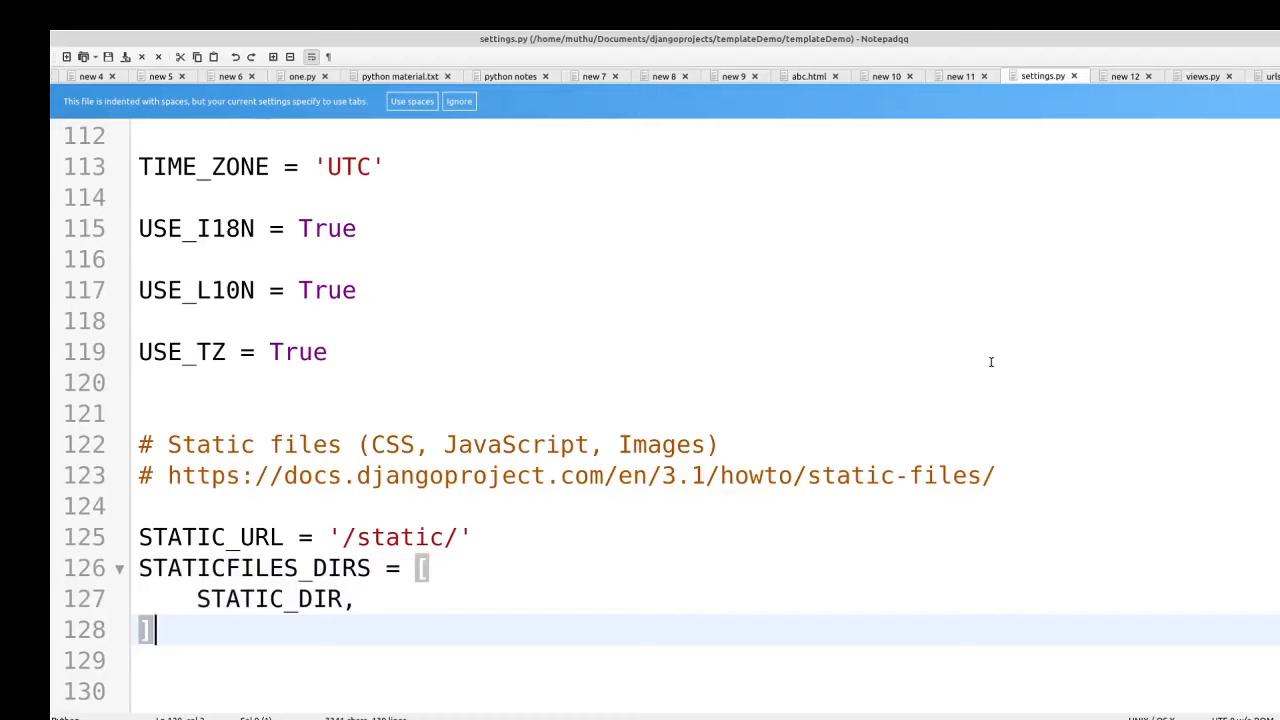 settings.py (/home/muthu/Documents/djangoprojects/templateDemo/templateDemo) - Notepadqq
new 4 new 5 new 6 one.py python material.txt python notes new 7 new 8 new 9 abc.html new 10 new 11 settings.py new 12 views.py urls
This file is indented with spaces, but your current settings specify to use tabs. Use spaces Ignore
112
113 TIME_ZONE = 'UTC'
114
115 USE_I18N = True
116
117 USE_L10N = True
118
119 USE_TZ = True
120
121
122 # Static files (CSS, JavaScript, Images)
123 # https://docs.djangoproject.com/en/3.1/howto/static-files/
124
125 STATIC_URL = '/static/'
126 STATICFILES_DIRS = [
127     STATIC_DIR,
128 ]
129
130